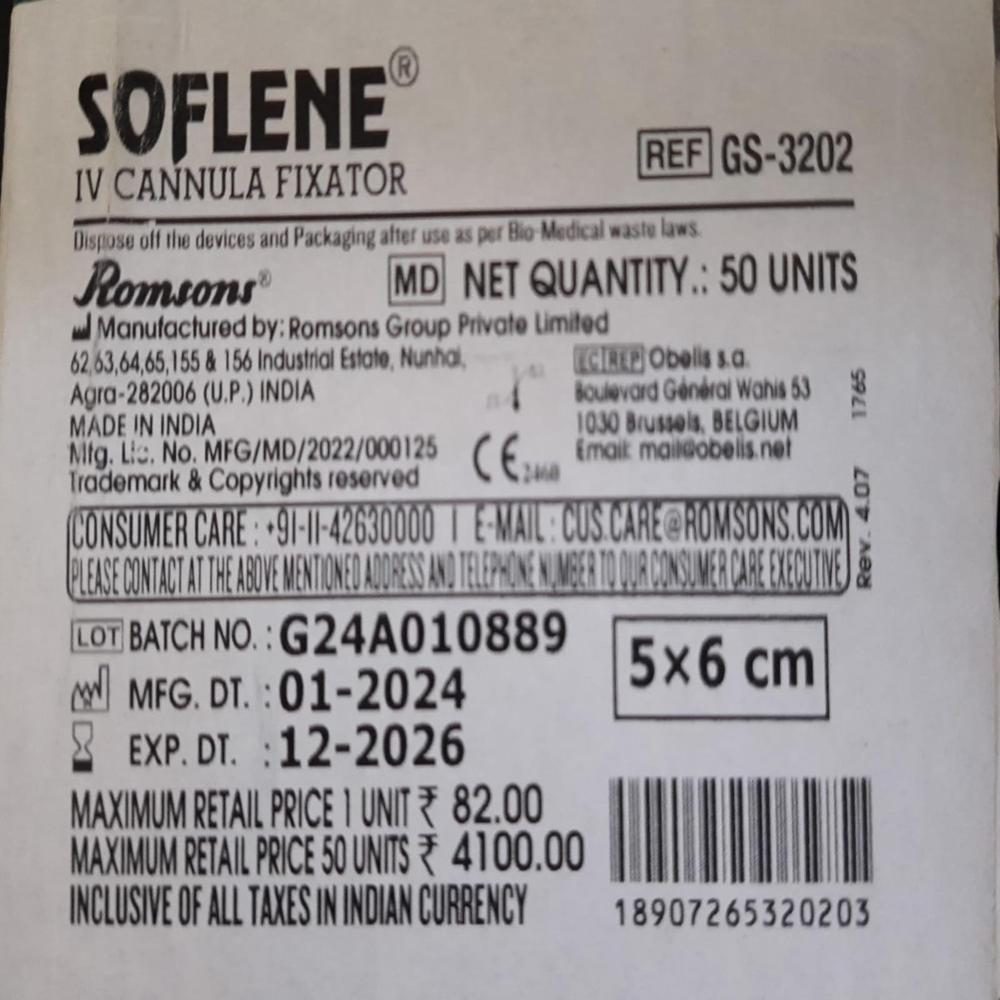 SOFLENE®
IV CANNULA FIXATOR
REF GS-3202
Dispose off the devices and Packaging after use as per Bio-Medical waste laws.
Romsons®
MD NET QUANTITY.: 50 UNITS
Manufactured by: Romsons Group Private Limited
62,63,64,65,155 & 156 Industrial Estate, Nunhai,
Agra-282006 (U.P.) INDIA
MADE IN INDIA
Mfg. Lic. No. MFG/MD/2022/000125
Trademark & Copyrights reserved
CE
EC REP Obelis s.a.
Boulevard Général Wahis 53
1030 Brussels, BELGIUM
Email: mail@obelis.net
Rev. 4.07 1765
CONSUMER CARE : +91-11-42630000 | E-MAIL : CUS.CARE@ROMSONS.COM
PLEASE CONTACT AT THE ABOVE MENTIONED ADDRESS AND TELEPHONE NUMBER TO OUR CONSUMER CARE EXECUTIVE
LOT BATCH NO. : G24A010889
MFG. DT. : 01-2024
EXP. DT. : 12-2026
5×6 cm
MAXIMUM RETAIL PRICE 1 UNIT ₹ 82.00
MAXIMUM RETAIL PRICE 50 UNITS ₹ 4100.00
INCLUSIVE OF ALL TAXES IN INDIAN CURRENCY
18907265320203